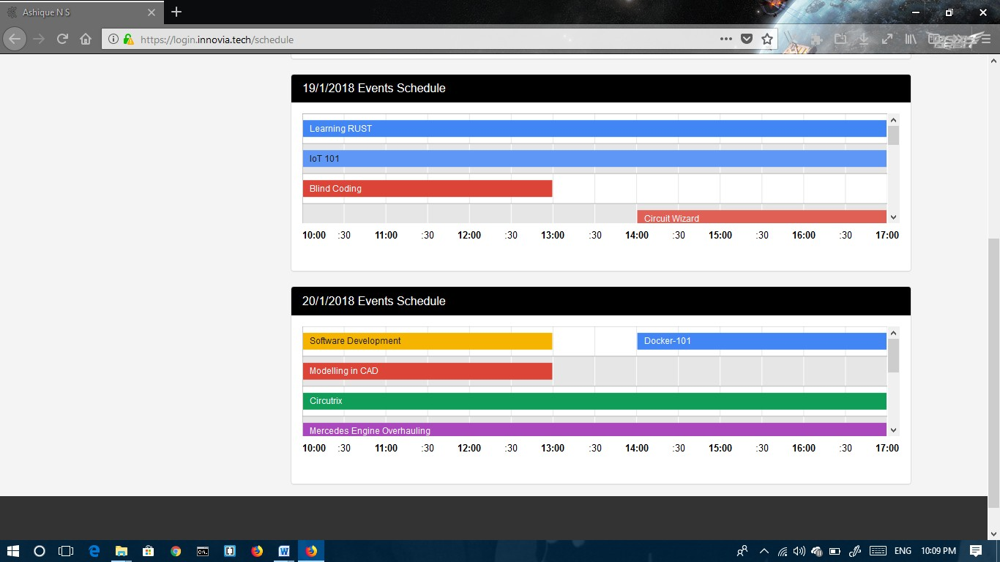 Ashique N S
https://login.innovia.tech/schedule
19/1/2018 Events Schedule
Learning RUST
IoT 101
Blind Coding
Circuit Wizard
10:00 :30 11:00 :30 12:00 :30 13:00 :30 14:00 :30 15:00 :30 16:00 :30 17:00
20/1/2018 Events Schedule
Software Development Docker-101
Modelling in CAD
Circutrix
Mercedes Engine Overhauling
10:00 :30 11:00 :30 12:00 :30 13:00 :30 14:00 :30 15:00 :30 16:00 :30 17:00
ENG 10:09 PM